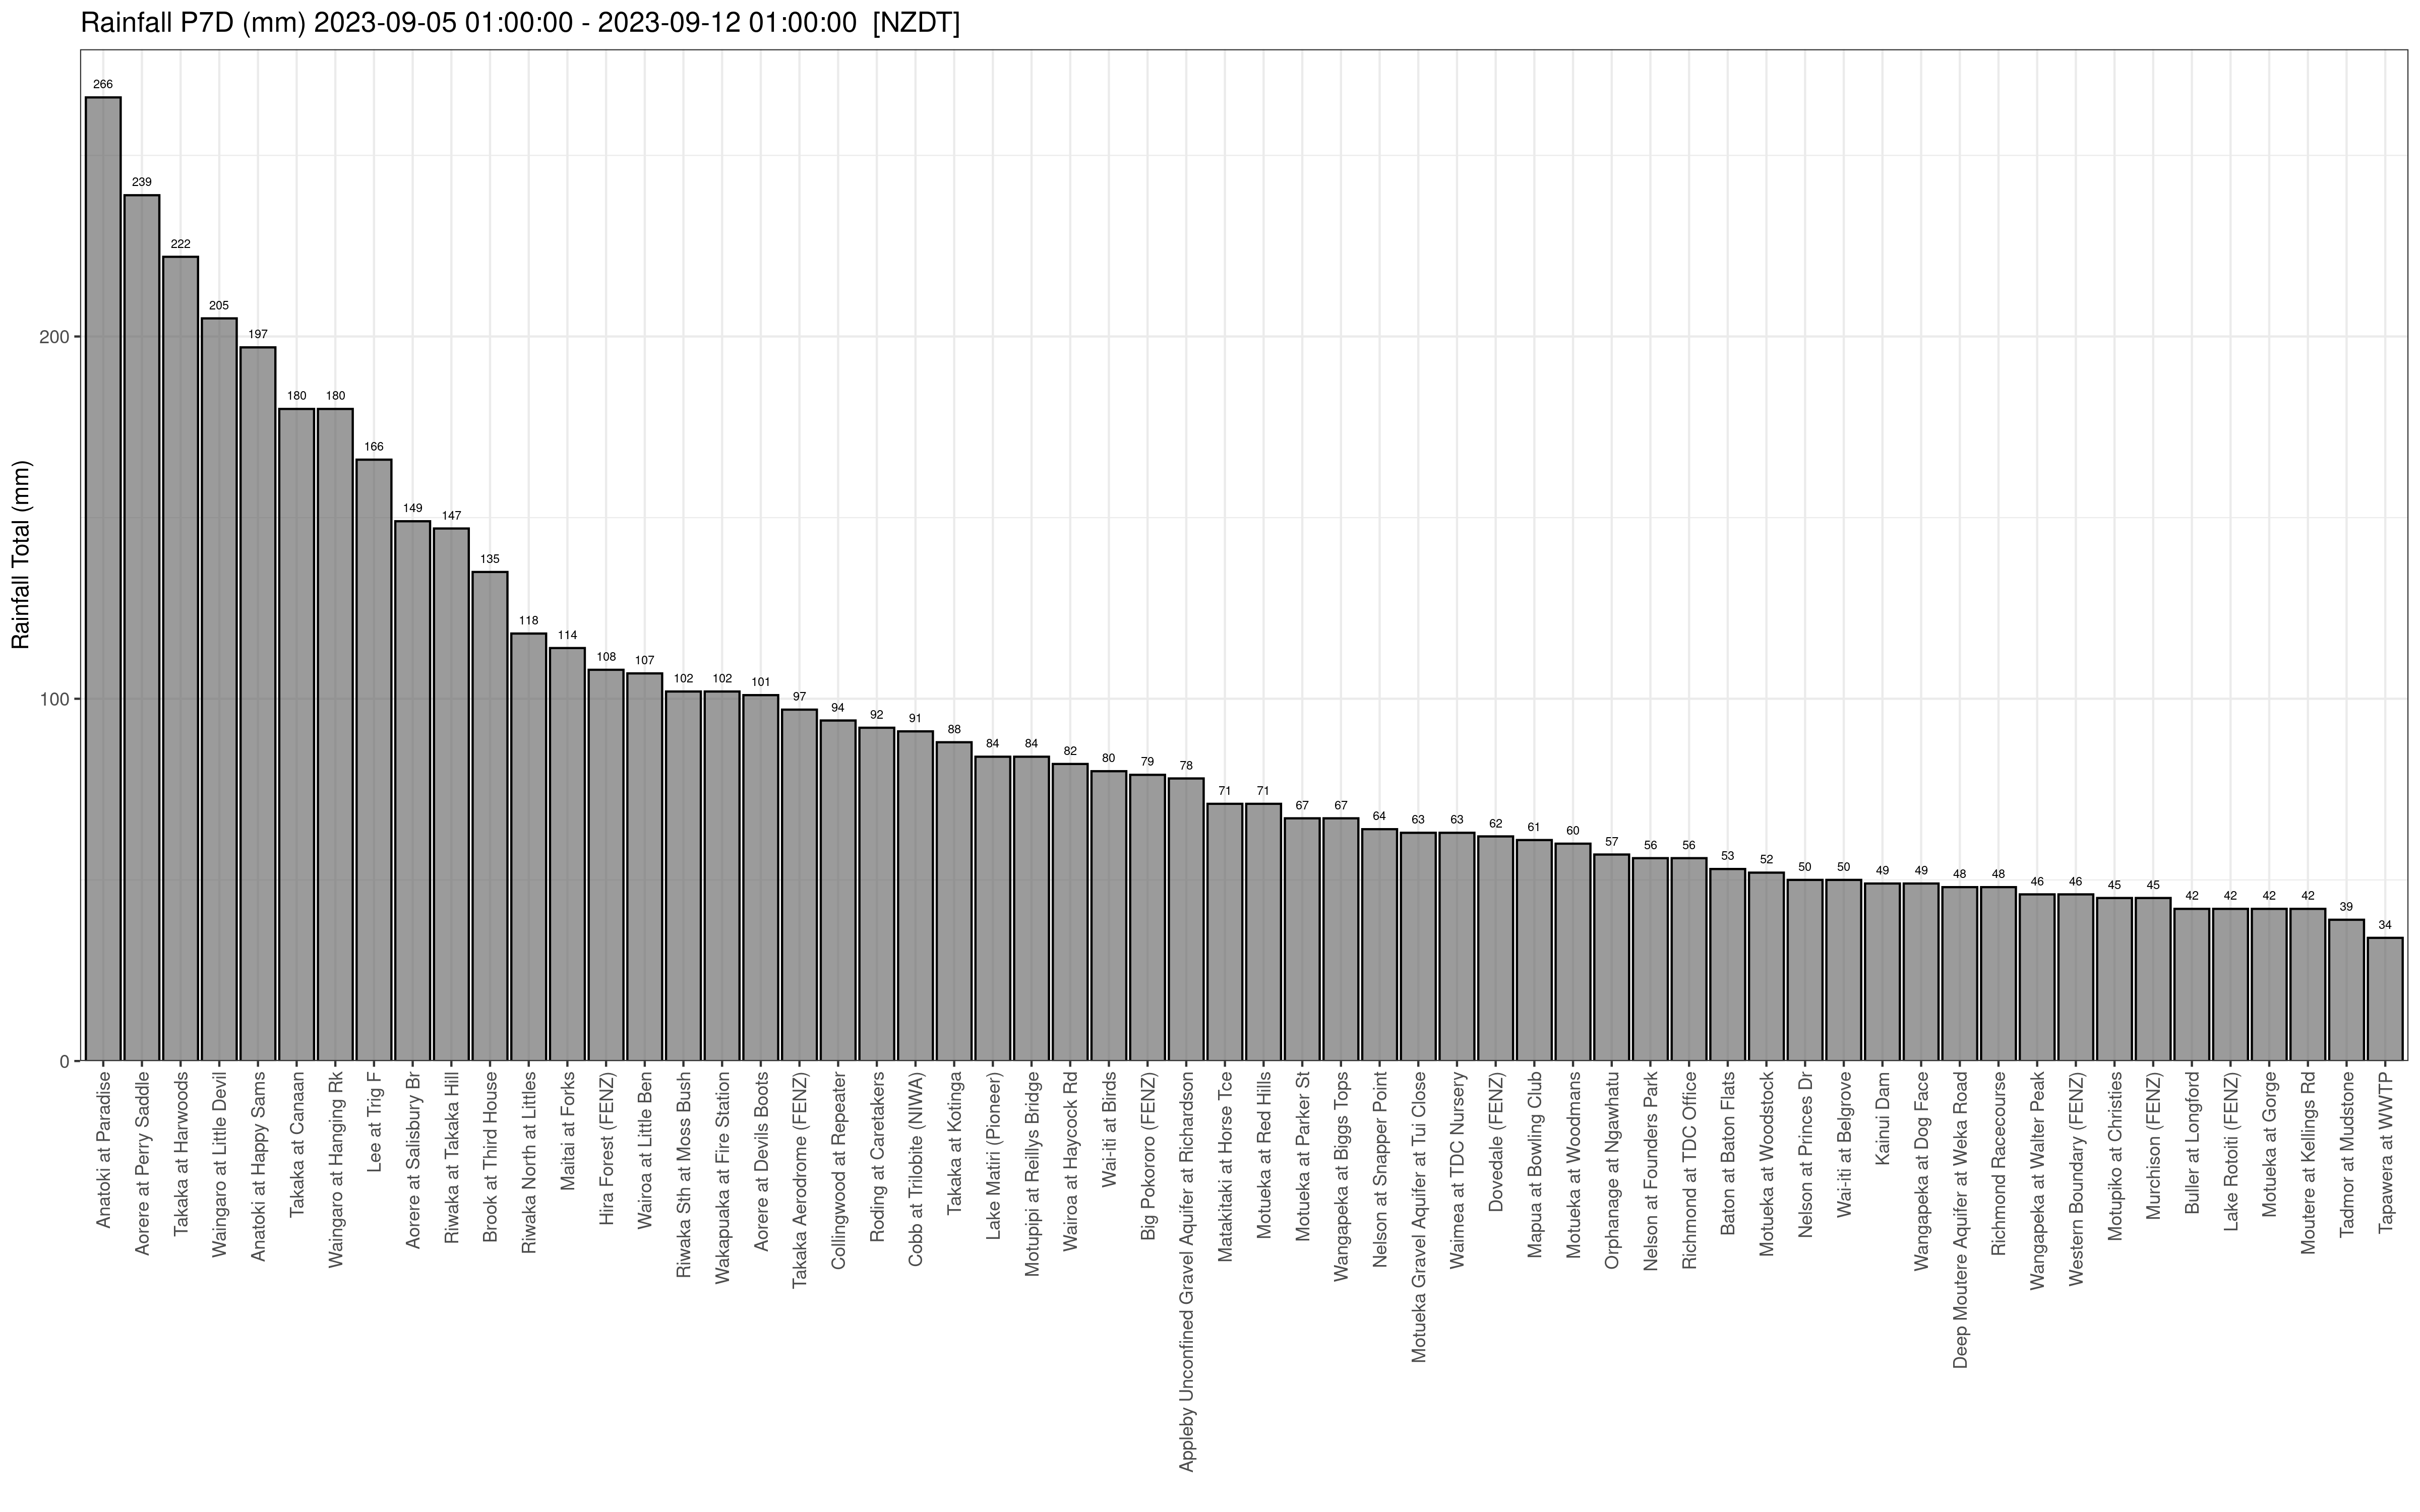 Rainfall P7D (mm) 2023-09-05 01:00:00 - 2023-09-12 01:00:00 [NZDT]
Rainfall Total (mm)
200
100
0
266
239
222
205
197
180
180
166
149
147
135
118
114
108
107
102
102
101
97
94
92
91
88
84
84
82
80
79
78
71
71
67
67
64
63
63
62
61
60
57
56
56
53
52
50
50
49
49
48
48
46
46
45
45
42
42
42
42
39
34
Anatoki at Paradise
Aorere at Perry Saddle
Takaka at Harwoods
Waingaro at Little Devil
Anatoki at Happy Sams
Takaka at Canaan
Waingaro at Hanging Rk
Lee at Trig F
Aorere at Salisbury Br
Riwaka at Takaka Hill
Brook at Third Housel
Riwaka North at Littles
Maitai at Forks
Hira Forest (FENZ)
Wairoa at Little Ben
Riwaka Sth at Moss Bush
Wakapuaka at Fire Station
Aorere at Devils Boots
Takaka Aerodrome (FENZ)
Collingwood at Repeater
Roding at Caretakers
Cobb at Trilobite (NIWA)
Takaka at Kotinga
Lake Matiri (Pioneer)
Motupipi at Reillys Bridge
Wairoa at Haycock Rd
Wai-iti at Birds
Big Pokororo (FENZ)
Appleby Unconfined Gravel Aquifer at Richardson
Matakitaki at Horse Tce
Motueka at Red Hills
Motueka at Parker St
Wangapeka at Biggs Tops
Nelson at Snapper Point
Motueka Gravel Aquifer at Tui Close
Waimea at TDC Nursery
Dovedale (FENZ)
Mapua at Bowling Club
Motueka at Woodmans
Orphanage at Ngawhatu
Nelson at Founders Park
Richmond at TDC Office
Baton at Baton Flats
Motueka at Woodstock
Nelson at Princes Dr
Wai-iti at Belgrove
Kainui Dam
Wangapeka at Dog Face
Deep Moutere Aquifer at Weka Road
Richmond Racecourse
Wangapeka at Walter Peak
Western Boundary (FENZ)
Motupiko at Christies
Murchison (FENZ)
Buller at Longford
Lake Rotoiti (FENZ)
Motueka at Gorge
Moutere at Kellings Rd
Tadmor at Mudstone
Tapawera at WWTP